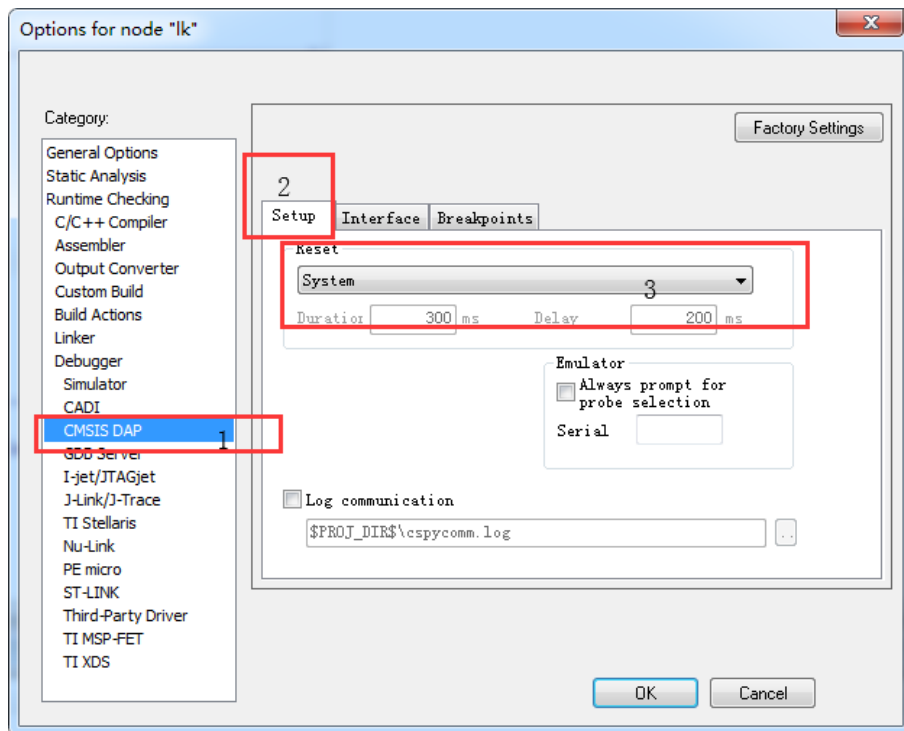 Options for node "lk"
Category:
Factory Settings
General Options
Static Analysis
Runtime Checking
C/C++ Compiler
Assembler
Output Converter
Custom Build
Build Actions
Linker
Debugger
Simulator
CADI
CMSIS DAP
1
GDB Server
I-jet/JTAGjet
J-Link/J-Trace
TI Stellaris
Nu-Link
PE micro
ST-LINK
Third-Party Driver
TI MSP-FET
TI XDS
2
Setup Interface Breakpoints
Reset
System
3
Duration 300 ms Delay 200 ms
Emulator
Always prompt for
probe selection
Serial
Log communication
$PROJ_DIR$\cspycomm.log
..
OK Cancel